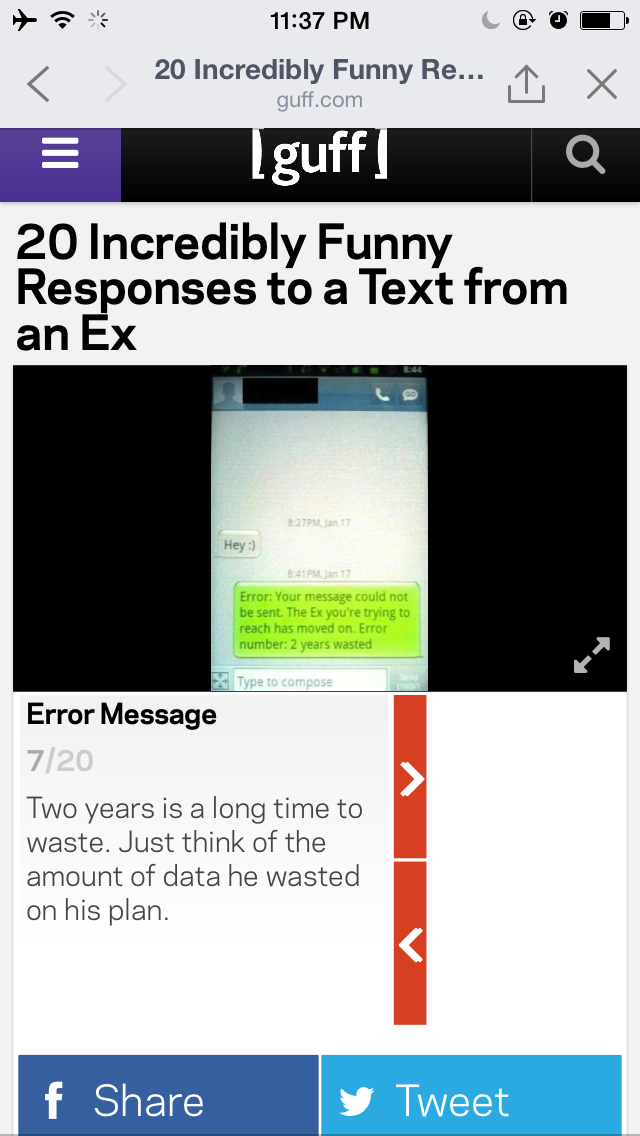 11:37 PM
20 Incredibly Funny Re...
guff.com
[guff]
20 Incredibly Funny
Responses to a Text from
an Ex
8:44
8:27PM, Jan 17
Hey :)
8:41PM, Jan 17
Error: Your message could not
be sent. The Ex you're trying to
reach has moved on. Error
number: 2 years wasted
Type to compose
Send
Error Message
7/20
Two years is a long time to
waste. Just think of the
amount of data he wasted
on his plan.
f Share
Tweet